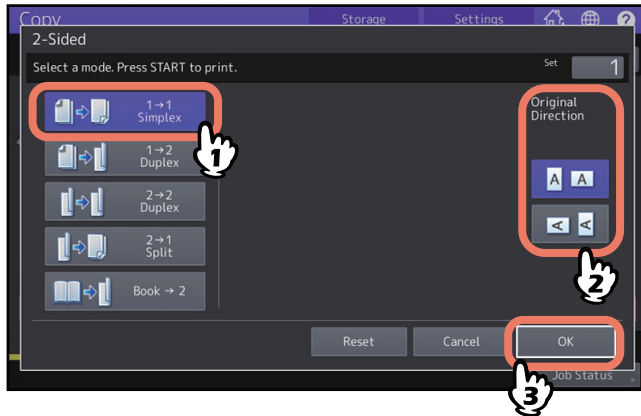 Copy
Storage
Settings
2-Sided
Select a mode. Press START to print.
Set
1
1→1
Simplex
1
1→2
Duplex
2→2
Duplex
2→1
Split
Book → 2
Original
Direction
A A
A A
2
Reset
Cancel
OK
3
Job Status